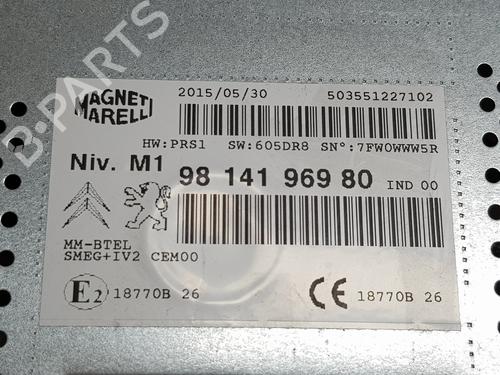 B-PARTS
MAGNETI
MARELLI
2015/05/30
503551227102
HW:PRS1 SW:605DR8 SN°:7FW0WWW5R
Niv. M1
98 141 969 80 IND 00
MM-BTEL
SMEG+IV2 CEM00
E2 18770B 26
CE 18770B 26